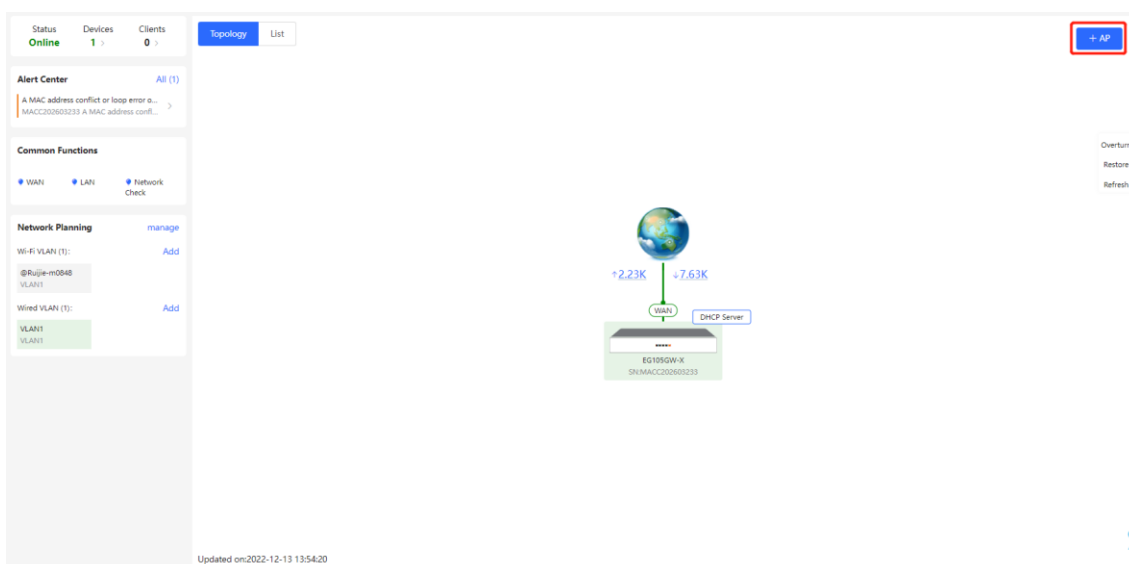 Status Devices Clients
Online 1 > 0 >
Topology List
+ AP
Alert Center All (1)
A MAC address conflict or loop error o...
MACC202603233 A MAC address confl...
Common Functions
WAN LAN Network Check
Network Planning manage
Wi-Fi VLAN (1): Add
@Ruijie-m0848
VLAN1
Wired VLAN (1): Add
VLAN1
VLAN1
Overturn
Restore
Refresh
↑2.23K ↓7.63K
WAN
DHCP Server
EG105GW-X
SN:MACC202603233
Updated on:2022-12-13 13:54:20